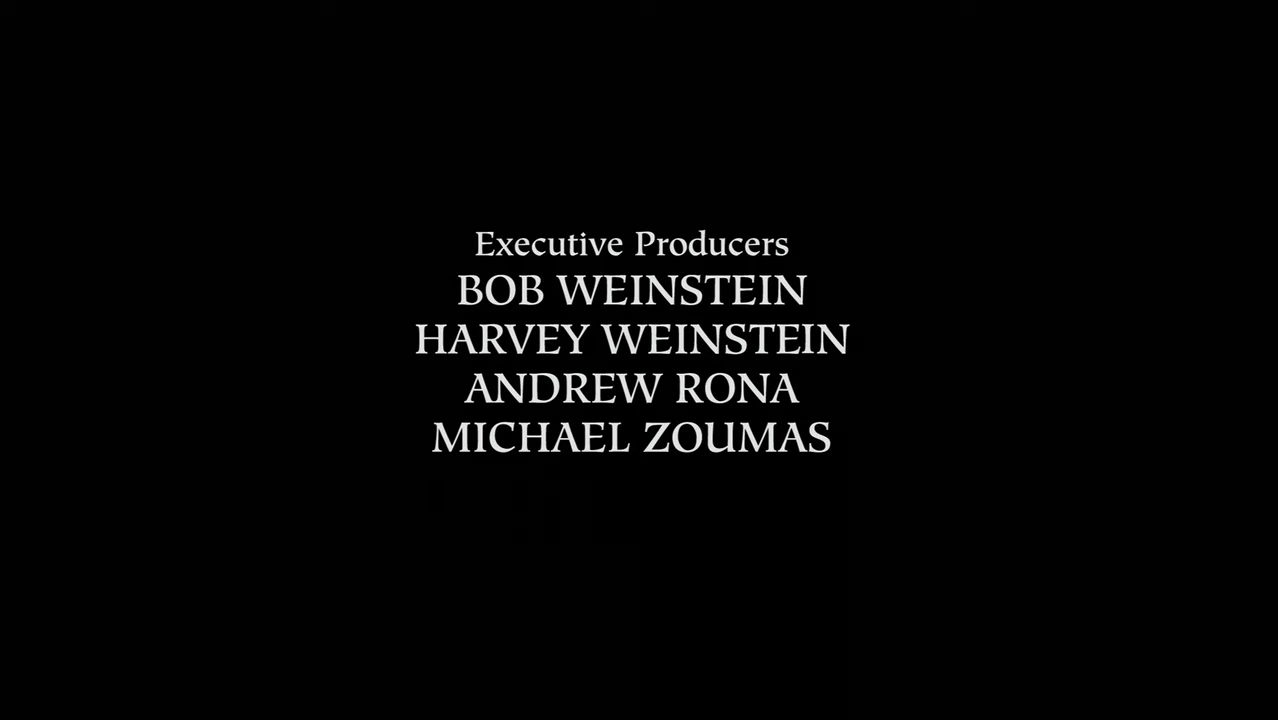 Executive Producers
BOB WEINSTEIN
HARVEY WEINSTEIN
ANDREW RONA
MICHAEL ZOUMAS